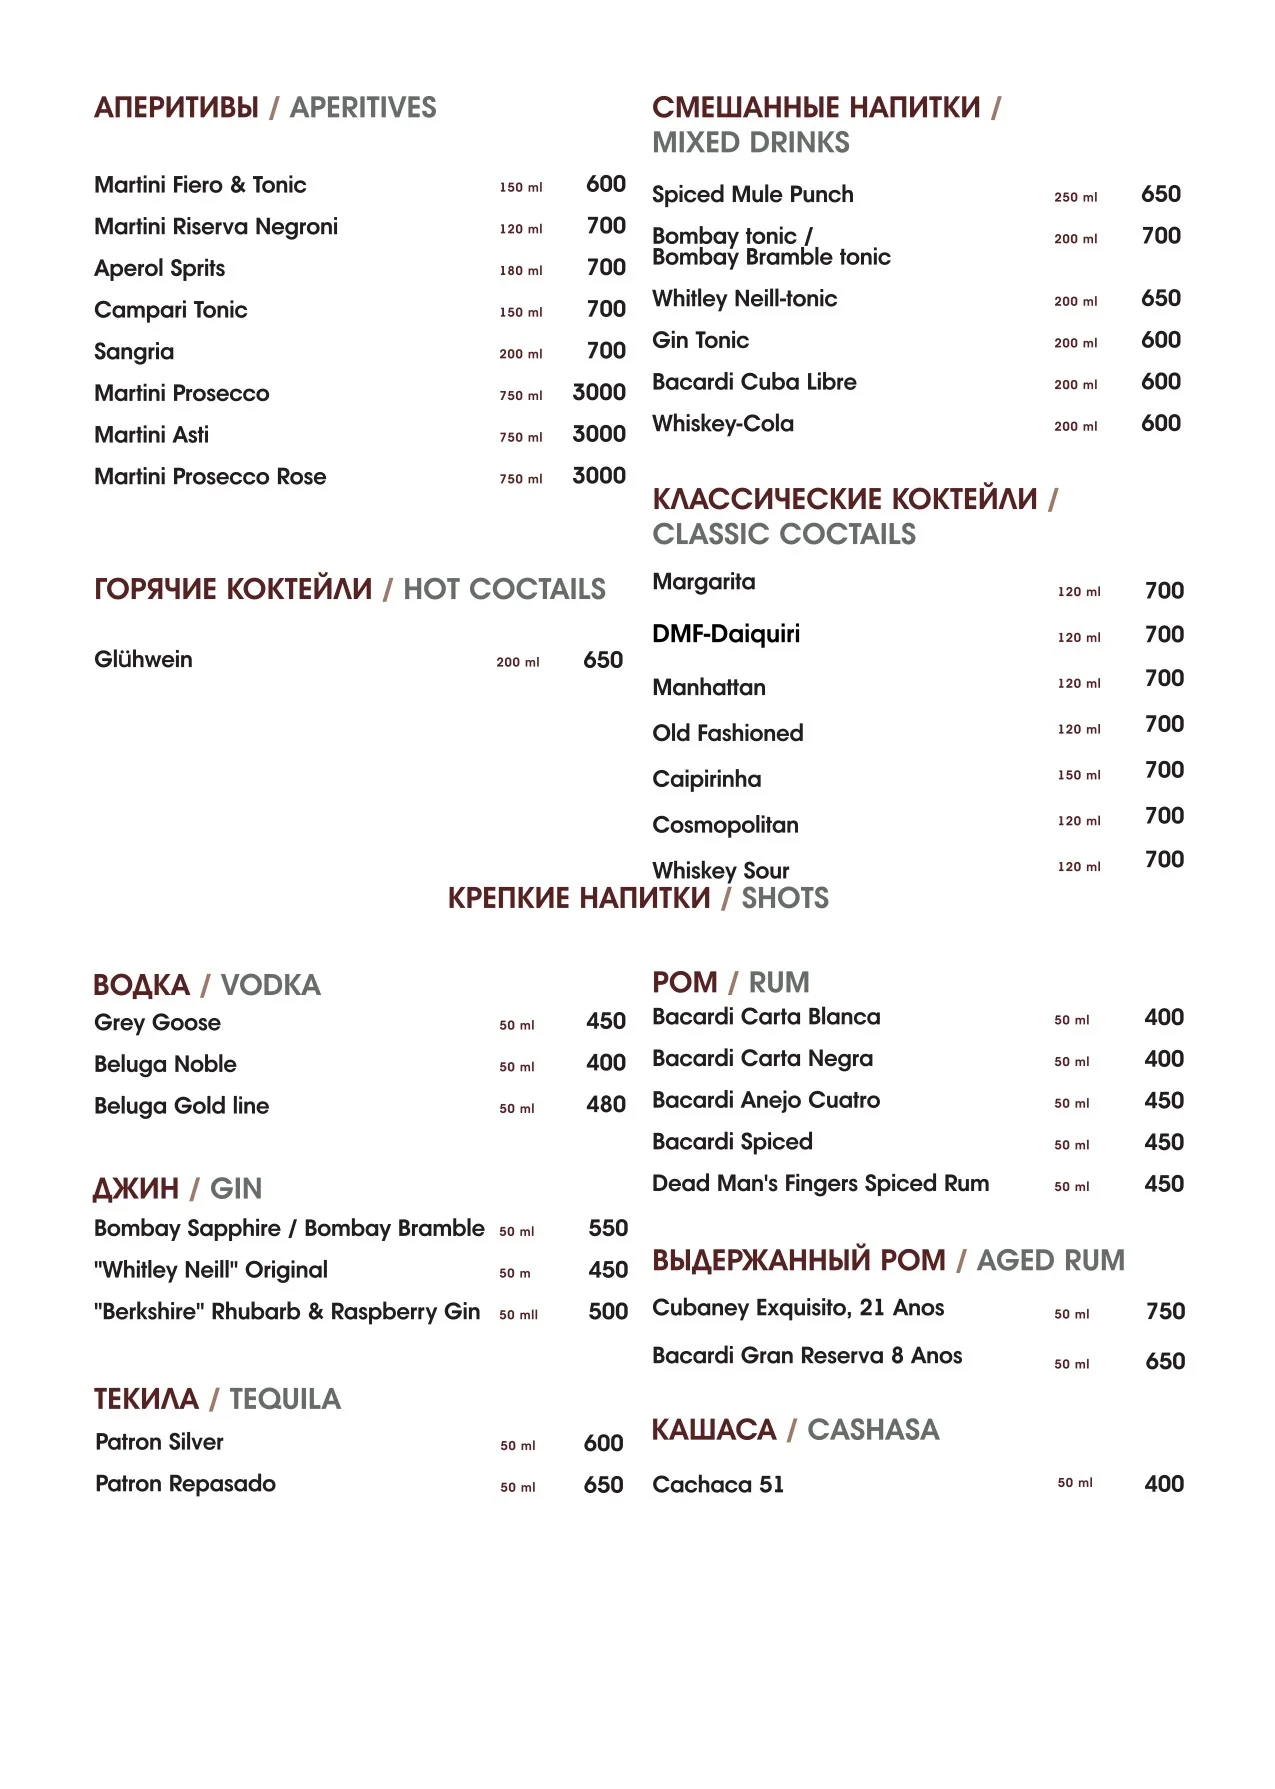 АПЕРИТИВЫ / APERITIVES
Martini Fiero & Tonic 150 ml 600
Martini Riserva Negroni 120 ml 700
Aperol Sprits 180 ml 700
Campari Tonic 150 ml 700
Sangria 200 ml 700
Martini Prosecco 750 ml 3000
Martini Asti 750 ml 3000
Martini Prosecco Rose 750 ml 3000
ГОРЯЧИЕ КОКТЕЙЛИ / HOT COCTAILS
Glühwein 200 ml 650
СМЕШАННЫЕ НАПИТКИ /
MIXED DRINKS
Spiced Mule Punch 250 ml 650
Bombay tonic / 200 ml 700
Bombay Bramble tonic
Whitley Neill-tonic 200 ml 650
Gin Tonic 200 ml 600
Bacardi Cuba Libre 200 ml 600
Whiskey-Cola 200 ml 600
КЛАССИЧЕСКИЕ КОКТЕЙЛИ /
CLASSIC COCTAILS
Margarita 120 ml 700
DMF-Daiquiri 120 ml 700
Manhattan 120 ml 700
Old Fashioned 120 ml 700
Caipirinha 150 ml 700
Cosmopolitan 120 ml 700
Whiskey Sour 120 ml 700
КРЕПКИЕ НАПИТКИ / SHOTS
ВОДКА / VODKA
Grey Goose 50 ml 450
Beluga Noble 50 ml 400
Beluga Gold line 50 ml 480
ДЖИН / GIN
Bombay Sapphire / Bombay Bramble 50 ml 550
"Whitley Neill" Original 50 m 450
"Berkshire" Rhubarb & Raspberry Gin 50 mll 500
ТЕКИЛА / TEQUILA
Patron Silver 50 ml 600
Patron Repasado 50 ml 650
РОМ / RUM
Bacardi Carta Blanca 50 ml 400
Bacardi Carta Negra 50 ml 400
Bacardi Anejo Cuatro 50 ml 450
Bacardi Spiced 50 ml 450
Dead Man's Fingers Spiced Rum 50 ml 450
ВЫДЕРЖАННЫЙ РОМ / AGED RUM
Cubaney Exquisito, 21 Anos 50 ml 750
Bacardi Gran Reserva 8 Anos 50 ml 650
КАШАСА / CASHASA
Cachaca 51 50 ml 400